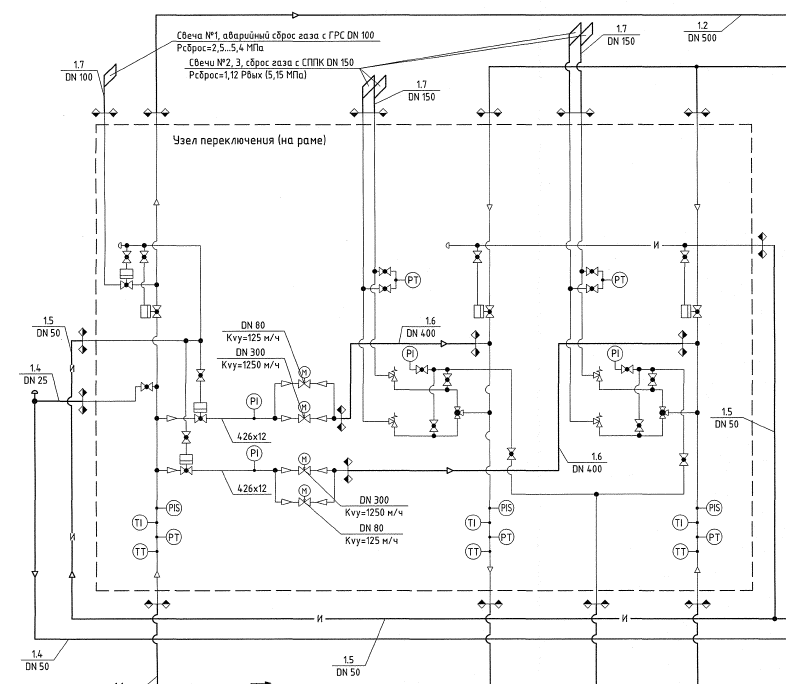 1.7
DN 100
Свеча №1, аварийный сброс газа с ГРС DN 100
Рсброс=2,5...5,4 МПа
Свечи №2, 3, сброс газа с СППК DN 150
Рсброс=1,12 Рвых (5,15 МПа)
1.7
DN 150
1.7
DN 150
1.2
DN 500
Узел переключения (на раме)
И
PT
PT
1.5
DN 50
И
1.4
DN 25
DN 80
Kvy=125 м/ч
DN 300
Kvy=1250 м/ч
1.6
DN 400
M
M
PI
PI
PI
426х12
PI
426х12
M
M
DN 300
Kvy=1250 м/ч
DN 80
Kvy=125 м/ч
1.6
DN 400
1.5
DN 50
PIS
TI
PT
TT
PIS
TI
PT
TT
PIS
TI
PT
TT
И
И
И
1.4
DN 50
1.5
DN 50